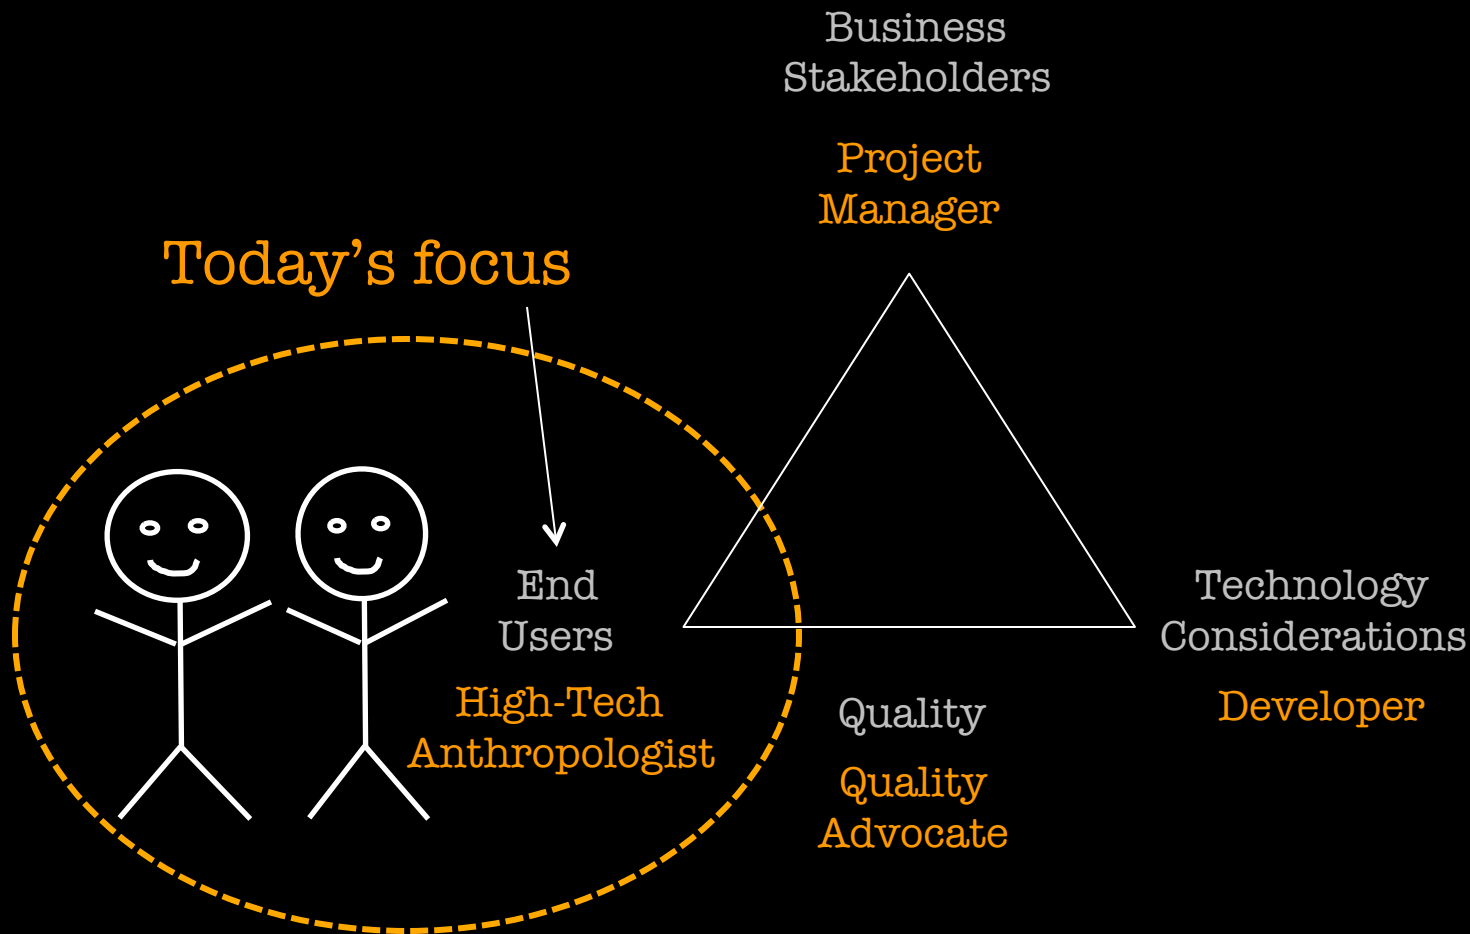 Business
Stakeholders
Project
Manager
Today’s focus
End
Users
High-Tech
Anthropologist
Technology
Considerations
Developer
Quality
Quality
Advocate